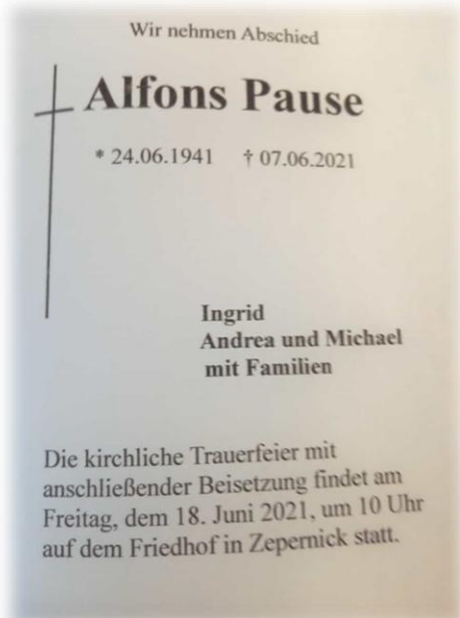 Wir nehmen Abschied
Alfons Pause
* 24.06.1941 † 07.06.2021
Ingrid
Andrea und Michael
mit Familien
Die kirchliche Trauerfeier mit
anschließender Beisetzung findet am
Freitag, dem 18. Juni 2021, um 10 Uhr
auf dem Friedhof in Zepernick statt.